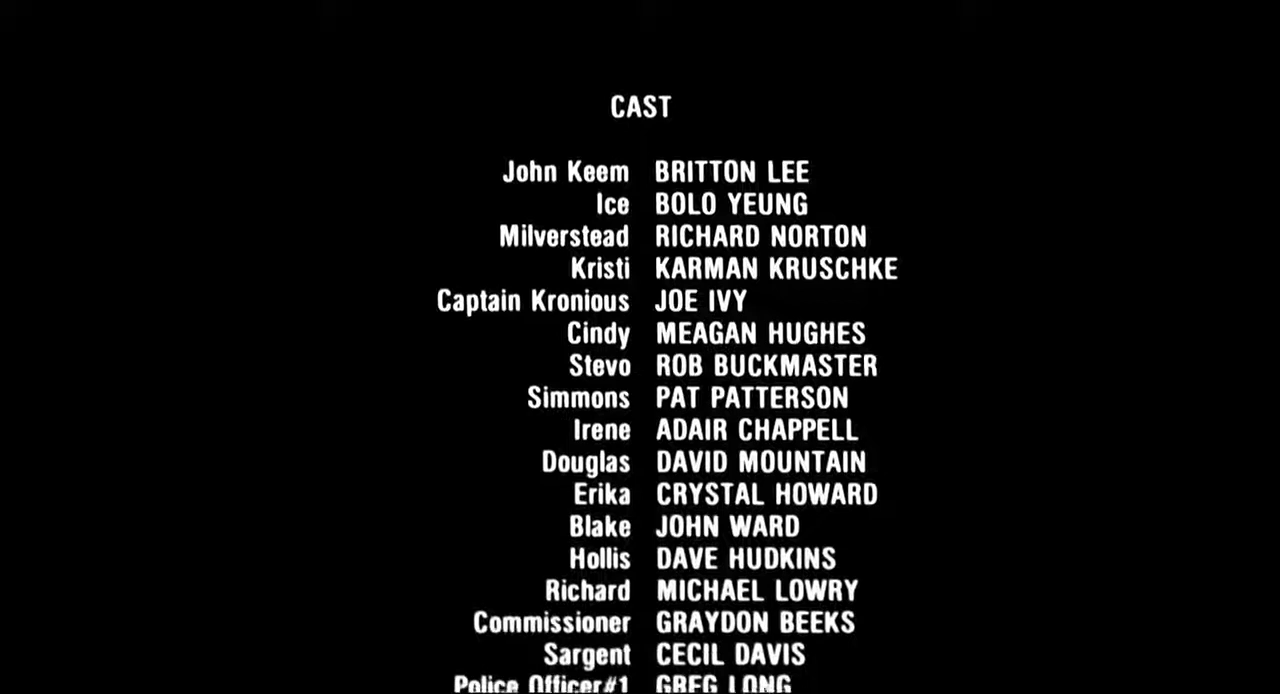 CAST
John Keem BRITTON LEE
Ice BOLO YEUNG
Milverstead RICHARD NORTON
Kristi KARMAN KRUSCHKE
Captain Kronious JOE IVY
Cindy MEAGAN HUGHES
Stevo ROB BUCKMASTER
Simmons PAT PATTERSON
Irene ADAIR CHAPPELL
Douglas DAVID MOUNTAIN
Erika CRYSTAL HOWARD
Blake JOHN WARD
Hollis DAVE HUDKINS
Richard MICHAEL LOWRY
Commissioner GRAYDON BEEKS
Sargent CECIL DAVIS
Police Officer#1 GREG LONG